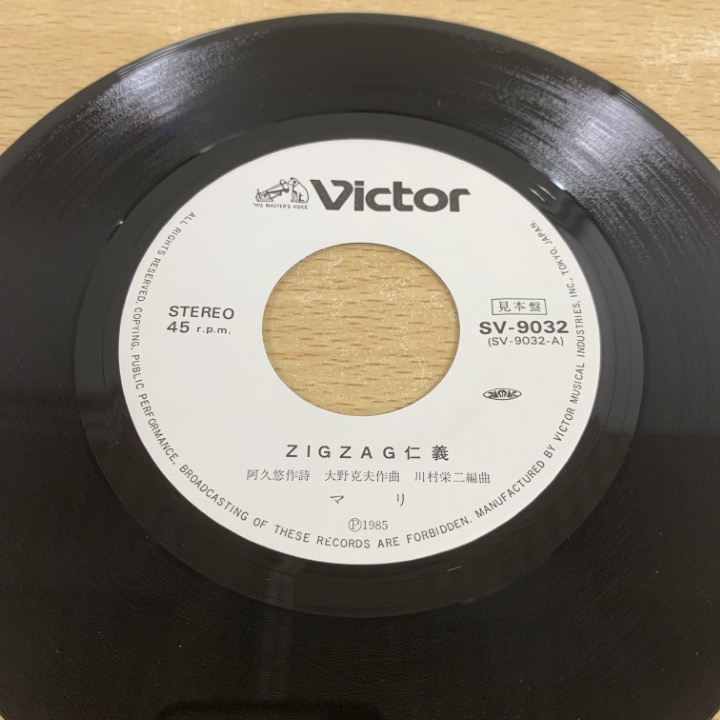 Victor
"HIS MASTER'S VOICE"
STEREO
45 r.p.m.
見本盤
SV-9032
(SV-9032-A)
JASRAC
ZIGZAG仁義
阿久悠作詩 大野克夫作曲 川村栄二編曲
マリ
Ⓟ1985
ALL RIGHTS RESERVED. COPYING, PUBLIC PERFORMANCE, BROADCASTING OF THESE RECORDS ARE FORBIDDEN. MANUFACTURED BY VICTOR MUSICAL INDUSTRIES, INC., TOKYO, JAPAN.